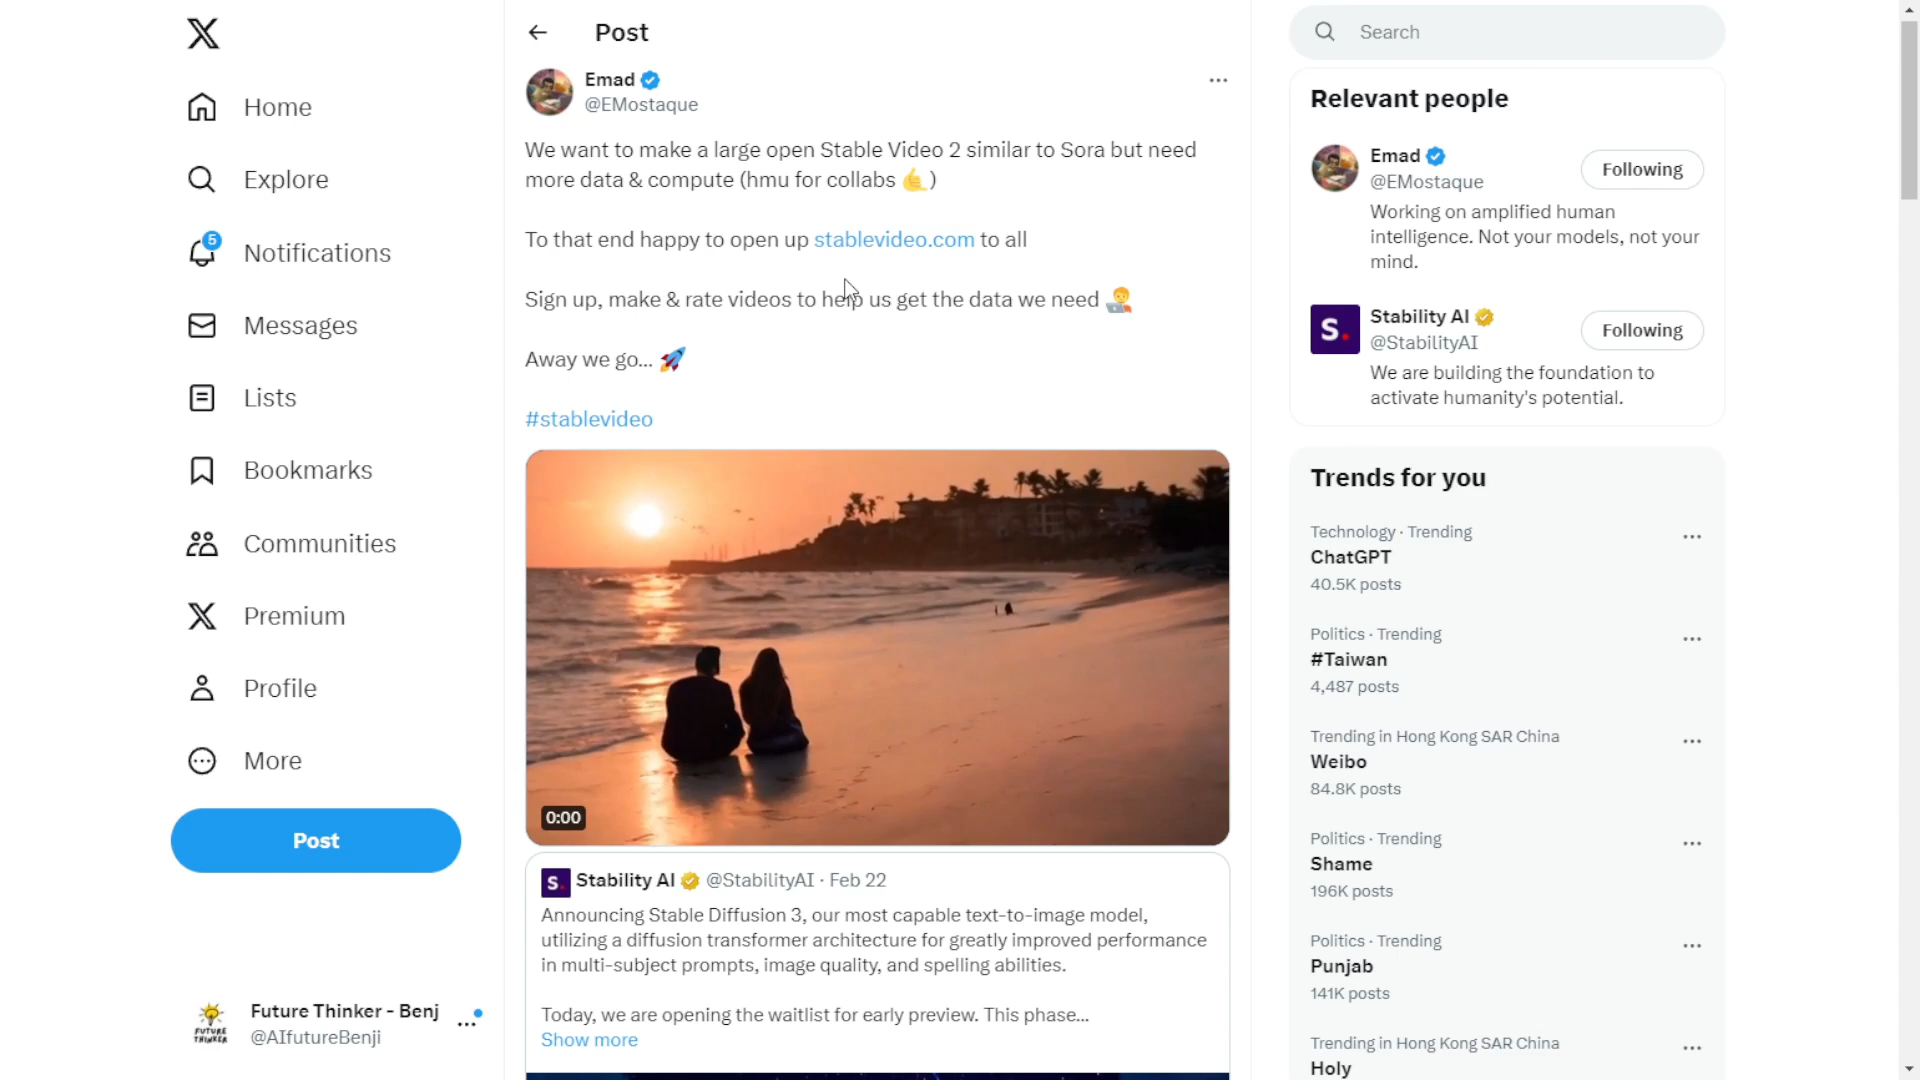 Home
Explore
5
Notifications
Messages
Lists
Bookmarks
Communities
Premium
Profile
More
Post
FUTURE
THINKER
Future Thinker - Benj
@AIfutureBenji
Post
Emad
@EMostaque
We want to make a large open Stable Video 2 similar to Sora but need
more data & compute (hmu for collabs 🤙)
To that end happy to open up stablevideo.com to all
Sign up, make & rate videos to help us get the data we need 🧑‍💻
Away we go... 🚀
#stablevideo
0:00
S.
Stability AI @StabilityAI · Feb 22
Announcing Stable Diffusion 3, our most capable text-to-image model,
utilizing a diffusion transformer architecture for greatly improved performance
in multi-subject prompts, image quality, and spelling abilities.
Today, we are opening the waitlist for early preview. This phase...
Show more
Search
Relevant people
Emad
@EMostaque
Following
Working on amplified human
intelligence. Not your models, not your
mind.
S.
Stability AI
@StabilityAI
Following
We are building the foundation to
activate humanity's potential.
Trends for you
Technology · Trending
ChatGPT
40.5K posts
Politics · Trending
#Taiwan
4,487 posts
Trending in Hong Kong SAR China
Weibo
84.8K posts
Politics · Trending
Shame
196K posts
Politics · Trending
Punjab
141K posts
Trending in Hong Kong SAR China
Holy